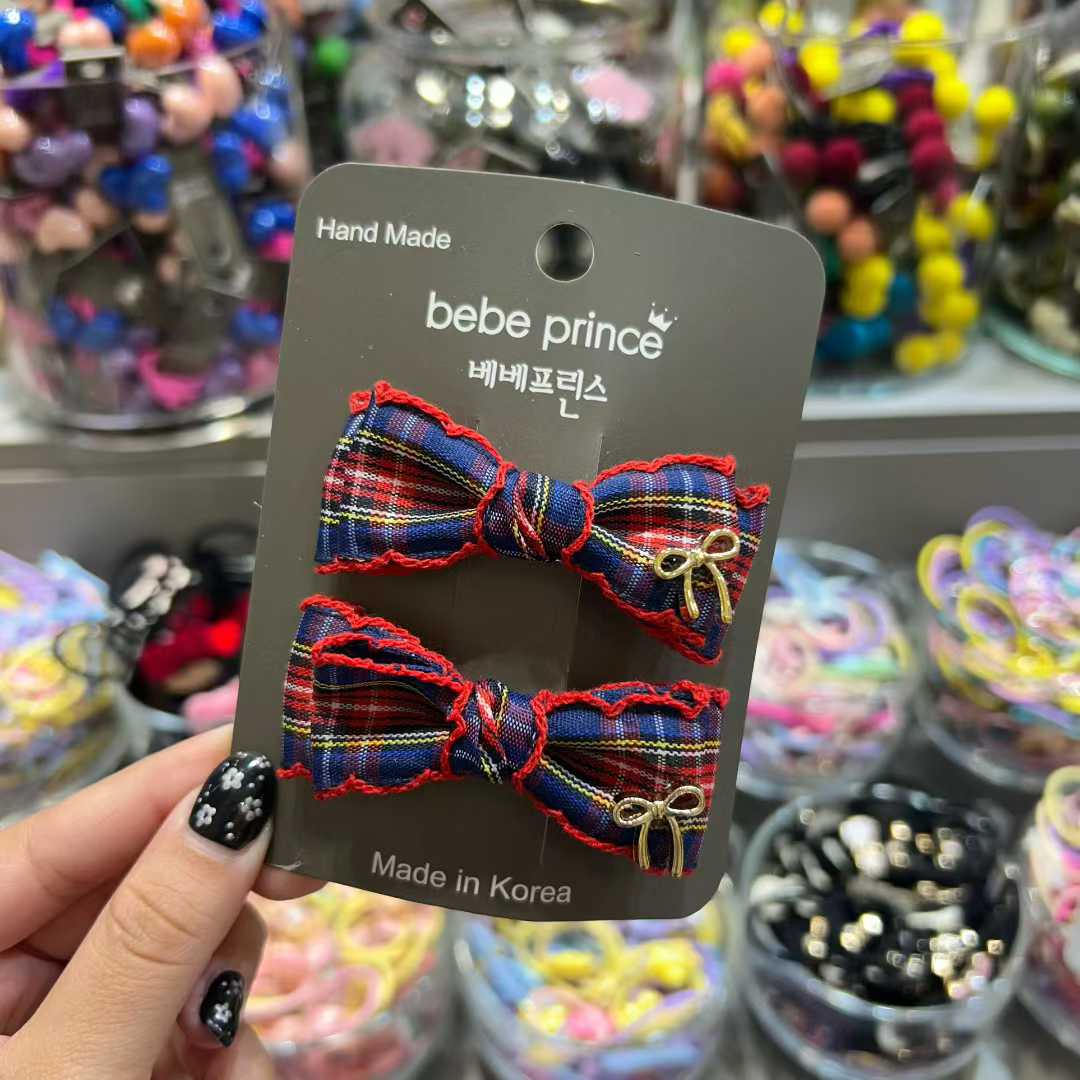 Hand Made
bebe prince
베베프린스
Made in Korea